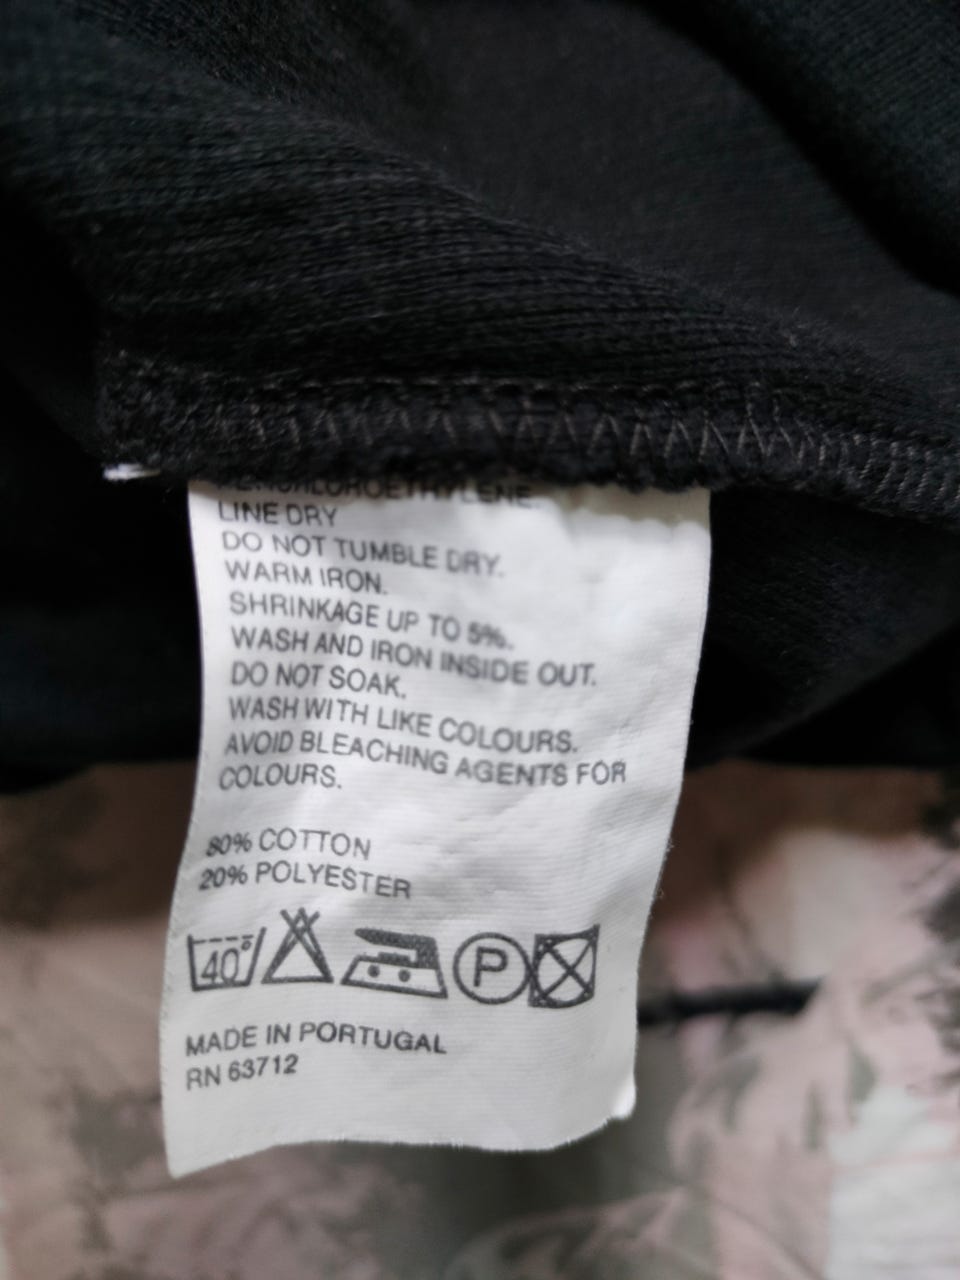 LINE DRY
DO NOT TUMBLE DRY.
WARM IRON.
SHRINKAGE UP TO 5%.
WASH AND IRON INSIDE OUT.
DO NOT SOAK.
WASH WITH LIKE COLOURS.
AVOID BLEACHING AGENTS FOR
COLOURS.
80% COTTON
20% POLYESTER
40° P
MADE IN PORTUGAL
RN 63712